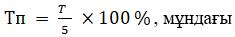 Тп = Т/5 × 100 %, мұндағы